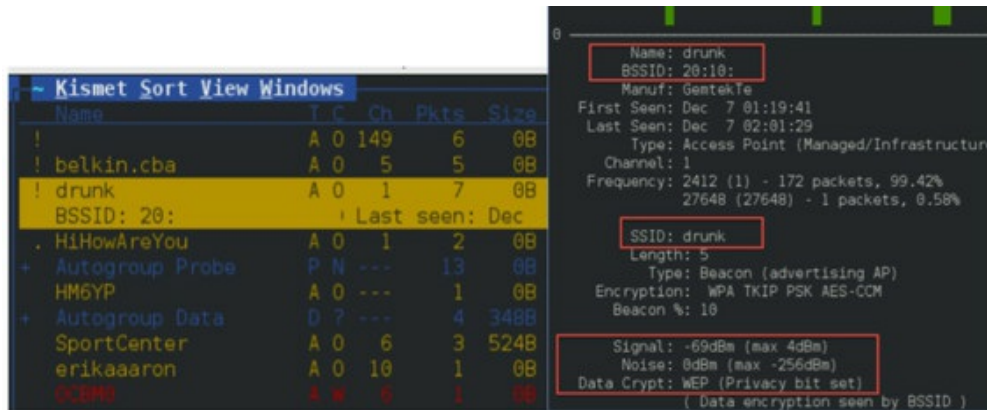 ~ Kismet Sort View Windows
Name T C Ch Pkts Size
! A O 149 6 0B
! belkin.cba A O 5 5 0B
! drunk A O 1 7 0B
BSSID: 20: Last seen: Dec
. HiHowAreYou A O 1 2 0B
+ Autogroup Probe P N --- 13 0B
HM6YP A O --- 1 0B
+ Autogroup Data D ? --- 4 348B
SportCenter A O 6 3 524B
erikaaaron A O 10 1 0B
A W 6 1 0B
0
Name: drunk
BSSID: 20:10:
Manuf: GemtekTe
First Seen: Dec 7 01:19:41
Last Seen: Dec 7 02:01:29
Type: Access Point (Managed/Infrastructure
Channel: 1
Frequency: 2412 (1) - 172 packets, 99.42%
27648 (27648) - 1 packets, 0.58%
SSID: drunk
Length: 5
Type: Beacon (advertising AP)
Encryption: WPA TKIP PSK AES-CCM
Beacon %: 10
Signal: -69dBm (max 4dBm)
Noise: 0dBm (max -256dBm)
Data Crypt: WEP (Privacy bit set)
( Data encryption seen by BSSID )